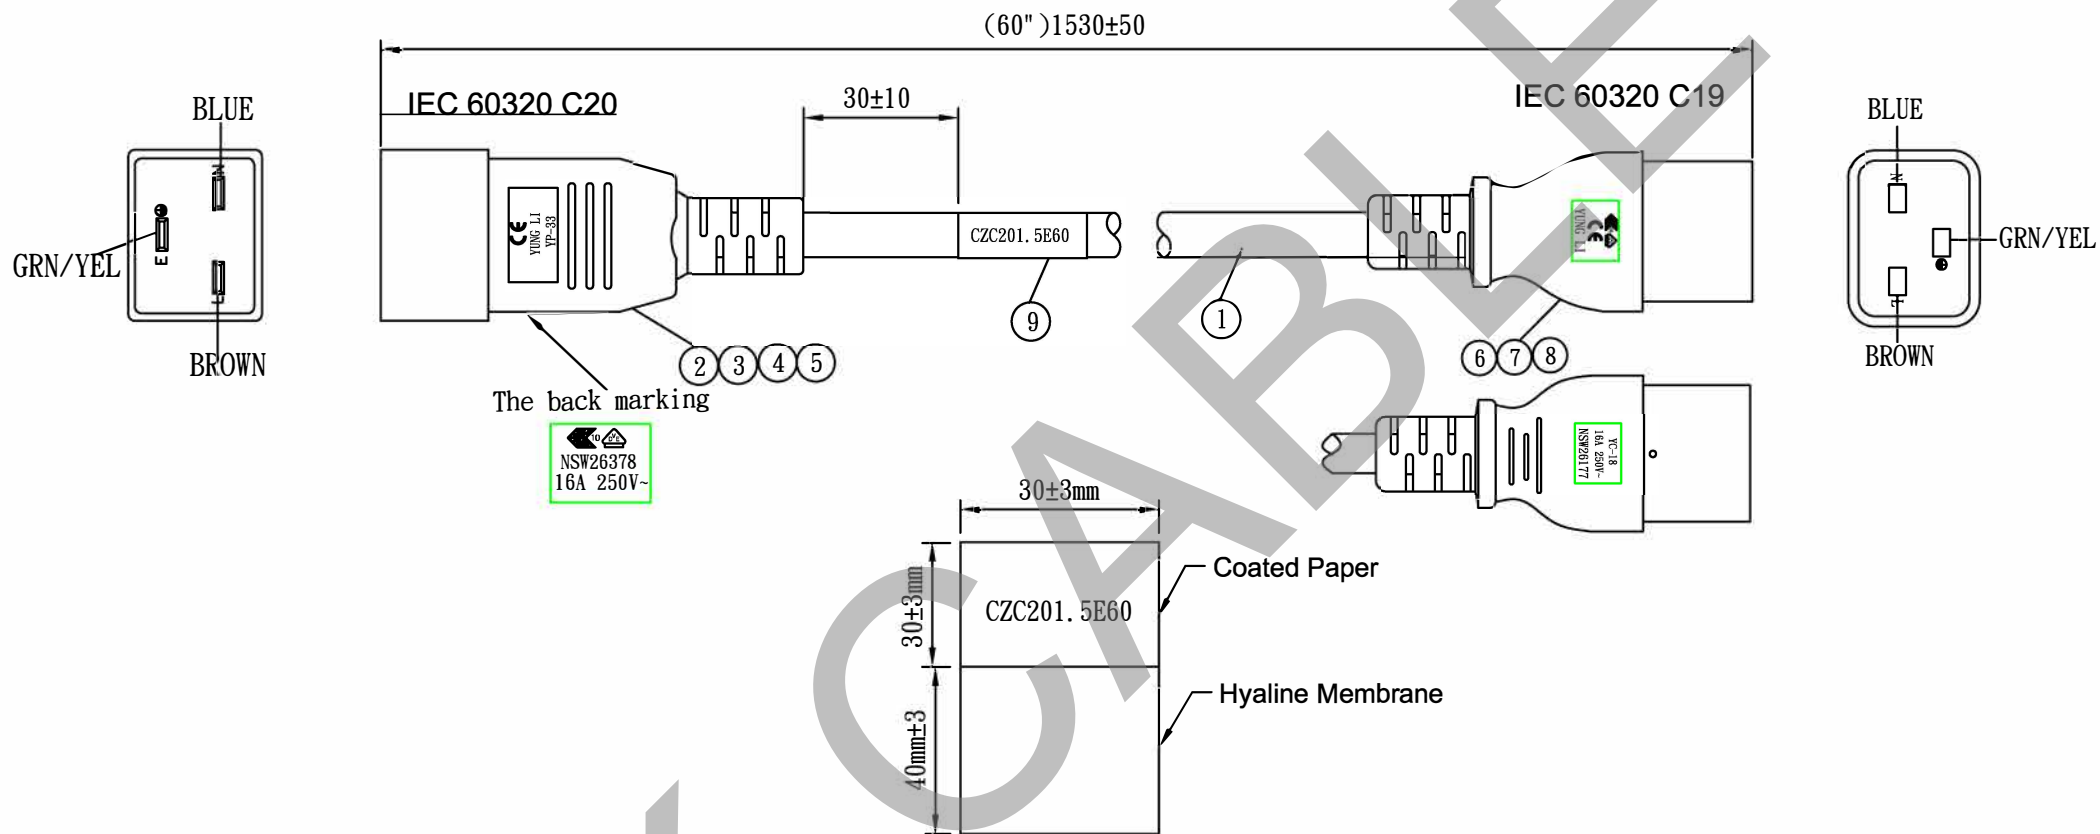 (60")1530±50
IEC 60320 C20
30±10
IEC 60320 C19
BLUE
GRN/YEL
N
E
L
BROWN
CE
YUNG LI
YP-33
CZC201.5E60
CE
YUNG LI
BLUE
N
GRN/YEL
L
BROWN
9
1
2 3 4 5
6 7 8
The back marking
10
NSW26378
16A 250V~
YC-18
16A 250V~
NSW26177
30±3mm
30±3mm
CZC201.5E60
Coated Paper
40mm±3
Hyaline Membrane
CABLE